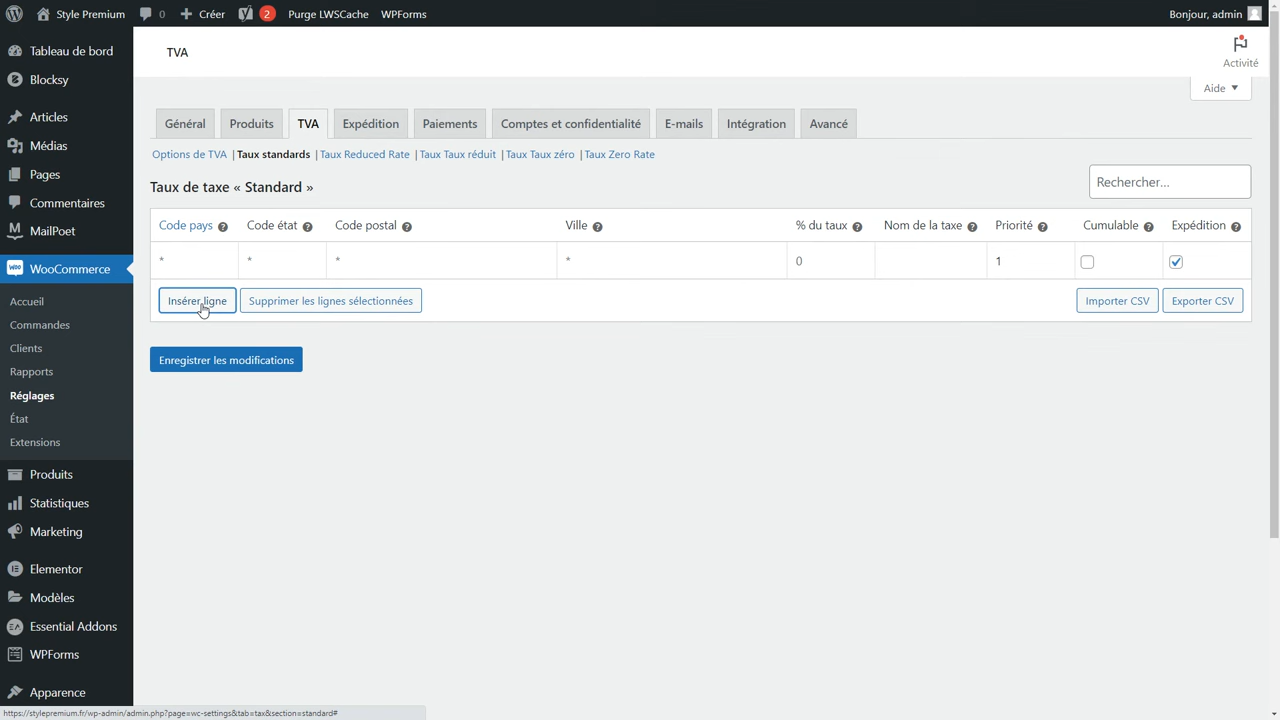 Style Premium
0
Créer
2
Purge LWSCache
WPForms
Bonjour, admin
Tableau de bord
Blocksy
Articles
Médias
Pages
Commentaires
MailPoet
WooCommerce
Accueil
Commandes
Clients
Rapports
Réglages
État
Extensions
Produits
Statistiques
Marketing
Elementor
Modèles
Essential Addons
WPForms
Apparence
TVA
Activité
Aide
Général
Produits
TVA
Expédition
Paiements
Comptes et confidentialité
E-mails
Intégration
Avancé
Options de TVA | Taux standards | Taux Reduced Rate | Taux Taux réduit | Taux Taux zéro | Taux Zero Rate
Taux de taxe « Standard »
Rechercher...
Code pays ? Code état ? Code postal ? Ville ? % du taux ? Nom de la taxe ? Priorité ? Cumulable ? Expédition ?
* * * * 0 1
Insérer ligne
Supprimer les lignes sélectionnées
Importer CSV
Exporter CSV
Enregistrer les modifications
https://stylepremium.fr/wp-admin/admin.php?page=wc-settings&tab=tax&section=standard#